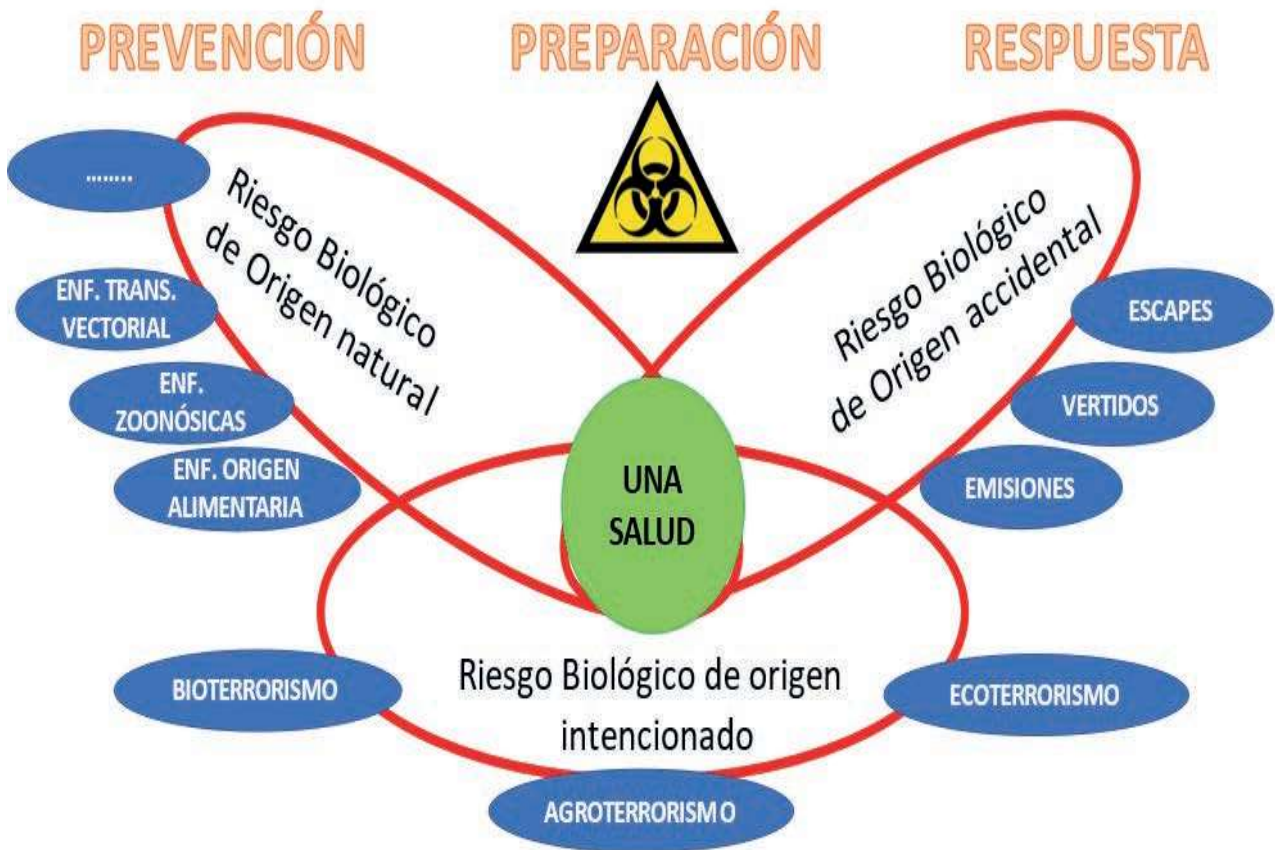 PREVENCIÓN
PREPARACIÓN
RESPUESTA
........
Riesgo Biológico
de Origen natural
Riesgo Biológico
de Origen accidental
ENF. TRANS.
VECTORIAL
ENF.
ZOONÓSICAS
ENF. ORIGEN
ALIMENTARIA
ESCAPES
VERTIDOS
EMISIONES
UNA
SALUD
BIOTERRORISMO
Riesgo Biológico de origen
intencionado
ECOTERRORISMO
AGROTERRORISMO